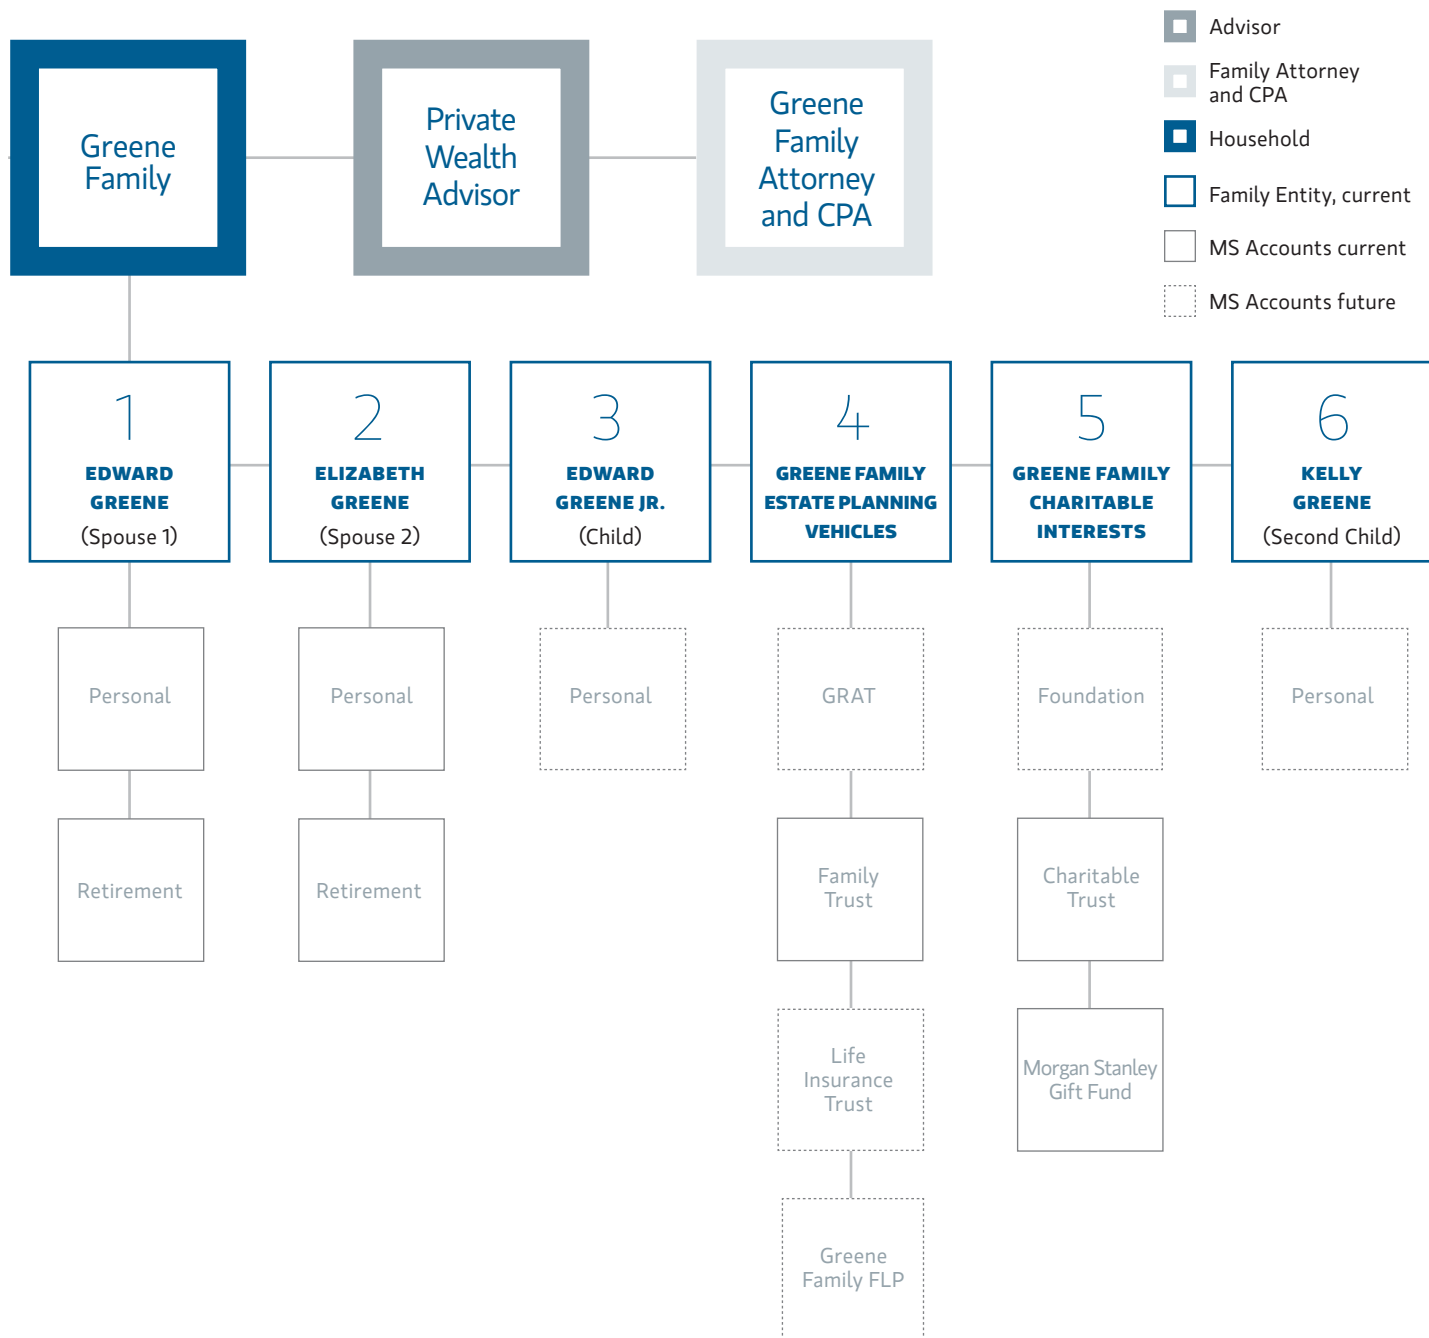 Greene
Family
Private
Wealth
Advisor
Greene
Family
Attorney
and CPA
Advisor
Family Attorney
and CPA
Household
Family Entity, current
MS Accounts current
MS Accounts future
1
EDWARD
GREENE
(Spouse 1)
2
ELIZABETH
GREENE
(Spouse 2)
3
EDWARD
GREENE JR.
(Child)
4
GREENE FAMILY
ESTATE PLANNING
VEHICLES
5
GREENE FAMILY
CHARITABLE
INTERESTS
6
KELLY
GREENE
(Second Child)
Personal
Personal
Personal
GRAT
Foundation
Personal
Retirement
Retirement
Family
Trust
Charitable
Trust
Life
Insurance
Trust
Morgan Stanley
Gift Fund
Greene
Family FLP